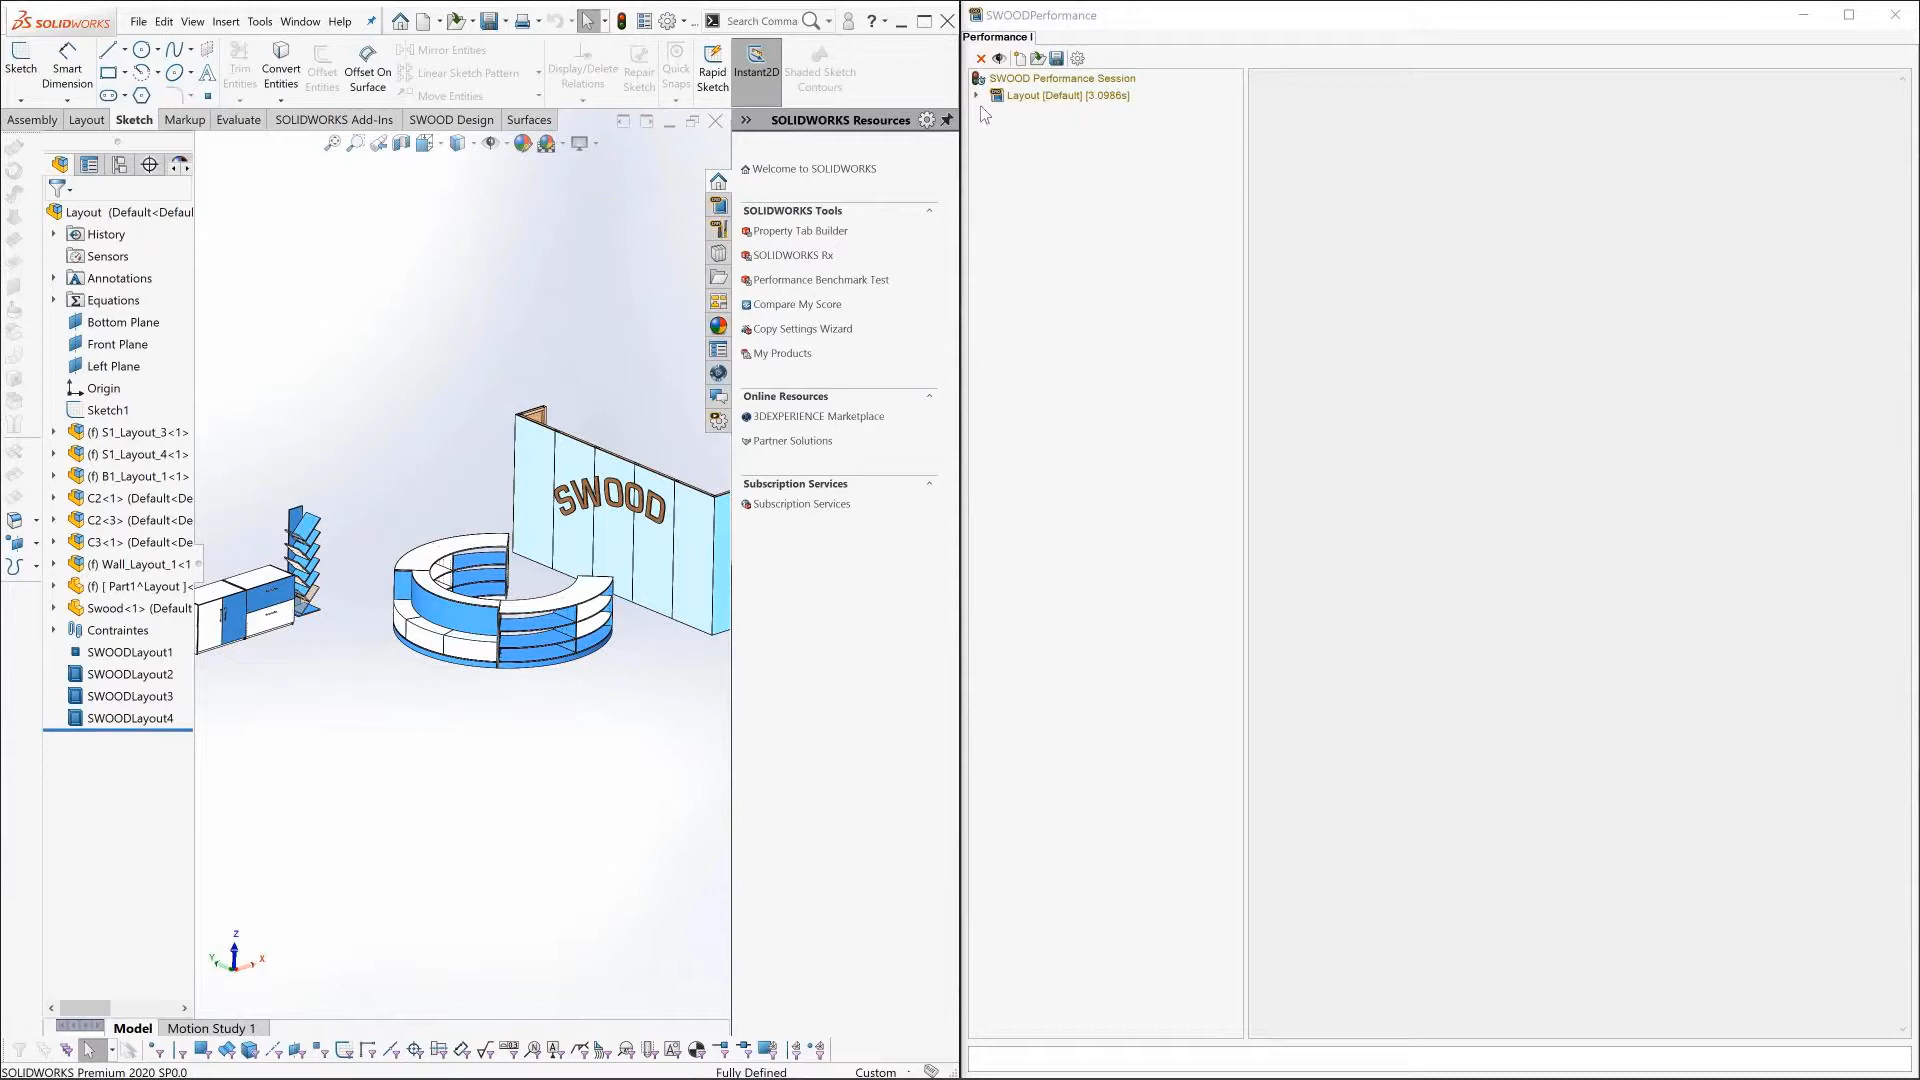 SOLIDWORKS
File Edit View Insert Tools Window Help
Search Comma
Sketch
Smart Dimension
Trim Entities
Convert Entities
Offset Entities
Offset On Surface
Mirror Entities
Linear Sketch Pattern
Move Entities
Display/Delete Relations
Repair Sketch
Quick Snaps
Rapid Sketch
Instant2D
Shaded Sketch Contours
Assembly Layout Sketch Markup Evaluate SOLIDWORKS Add-Ins SWOOD Design Surfaces
Layout (Default<Defaul
History
Sensors
Annotations
Equations
Bottom Plane
Front Plane
Left Plane
Origin
Sketch1
(f) S1_Layout_3<1>
(f) S1_Layout_4<1>
(f) B1_Layout_1<1>
C2<1> (Default<De
C2<3> (Default<De
C3<1> (Default<De
(f) Wall_Layout_1<1
(f) [ Part1^Layout ]<
Swood<1> (Default
Contraintes
SWOODLayout1
SWOODLayout2
SWOODLayout3
SWOODLayout4
SWOOD
Z
Y
X
Model Motion Study 1
SOLIDWORKS Premium 2020 SP0.0
Fully Defined
Custom
SOLIDWORKS Resources
Welcome to SOLIDWORKS
SOLIDWORKS Tools
Property Tab Builder
SOLIDWORKS Rx
Performance Benchmark Test
Compare My Score
Copy Settings Wizard
My Products
Online Resources
3DEXPERIENCE Marketplace
Partner Solutions
Subscription Services
Subscription Services
SWOODPerformance
Performance I
SWOOD Performance Session
Layout [Default] [3.0986s]